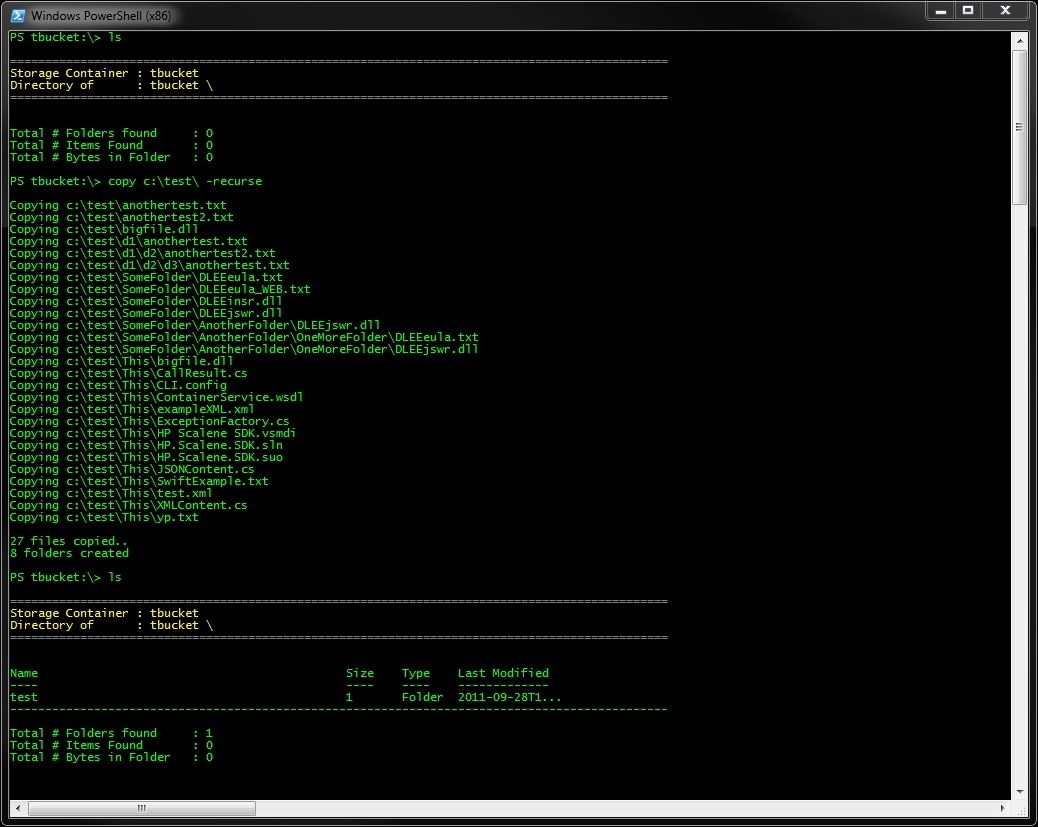 Windows PowerShell (x86)
PS tbucket:\> ls
===============================================================================================
Storage Container : tbucket
Directory of      : tbucket \
===============================================================================================
Total # Folders found     : 0
Total # Items Found       : 0
Total # Bytes in Folder   : 0
PS tbucket:\> copy c:\test\ -recurse
Copying c:\test\anothertest.txt
Copying c:\test\anothertest2.txt
Copying c:\test\bigfile.dll
Copying c:\test\d1\anothertest.txt
Copying c:\test\d1\d2\anothertest2.txt
Copying c:\test\d1\d2\d3\anothertest.txt
Copying c:\test\SomeFolder\DLEEeula.txt
Copying c:\test\SomeFolder\DLEEeula_WEB.txt
Copying c:\test\SomeFolder\DLEEinsr.dll
Copying c:\test\SomeFolder\DLEEjswr.dll
Copying c:\test\SomeFolder\AnotherFolder\DLEEjswr.dll
Copying c:\test\SomeFolder\AnotherFolder\OneMoreFolder\DLEEeula.txt
Copying c:\test\SomeFolder\AnotherFolder\OneMoreFolder\DLEEjswr.dll
Copying c:\test\This\bigfile.dll
Copying c:\test\This\CallResult.cs
Copying c:\test\This\CLI.config
Copying c:\test\This\ContainerService.wsdl
Copying c:\test\This\exampleXML.xml
Copying c:\test\This\ExceptionFactory.cs
Copying c:\test\This\HP Scalene SDK.vsmdi
Copying c:\test\This\HP.Scalene.SDK.sln
Copying c:\test\This\HP.Scalene.SDK.suo
Copying c:\test\This\JSONContent.cs
Copying c:\test\This\SwiftExample.txt
Copying c:\test\This\test.xml
Copying c:\test\This\XMLContent.cs
Copying c:\test\This\yp.txt
27 files copied..
8 folders created
PS tbucket:\> ls
===============================================================================================
Storage Container : tbucket
Directory of      : tbucket \
===============================================================================================
Name                                            Size    Type    Last Modified
----                                            ----    ----    -------------
test                                            1       Folder  2011-09-28T1...
-----------------------------------------------------------------------------------------------
Total # Folders found     : 1
Total # Items Found       : 0
Total # Bytes in Folder   : 0